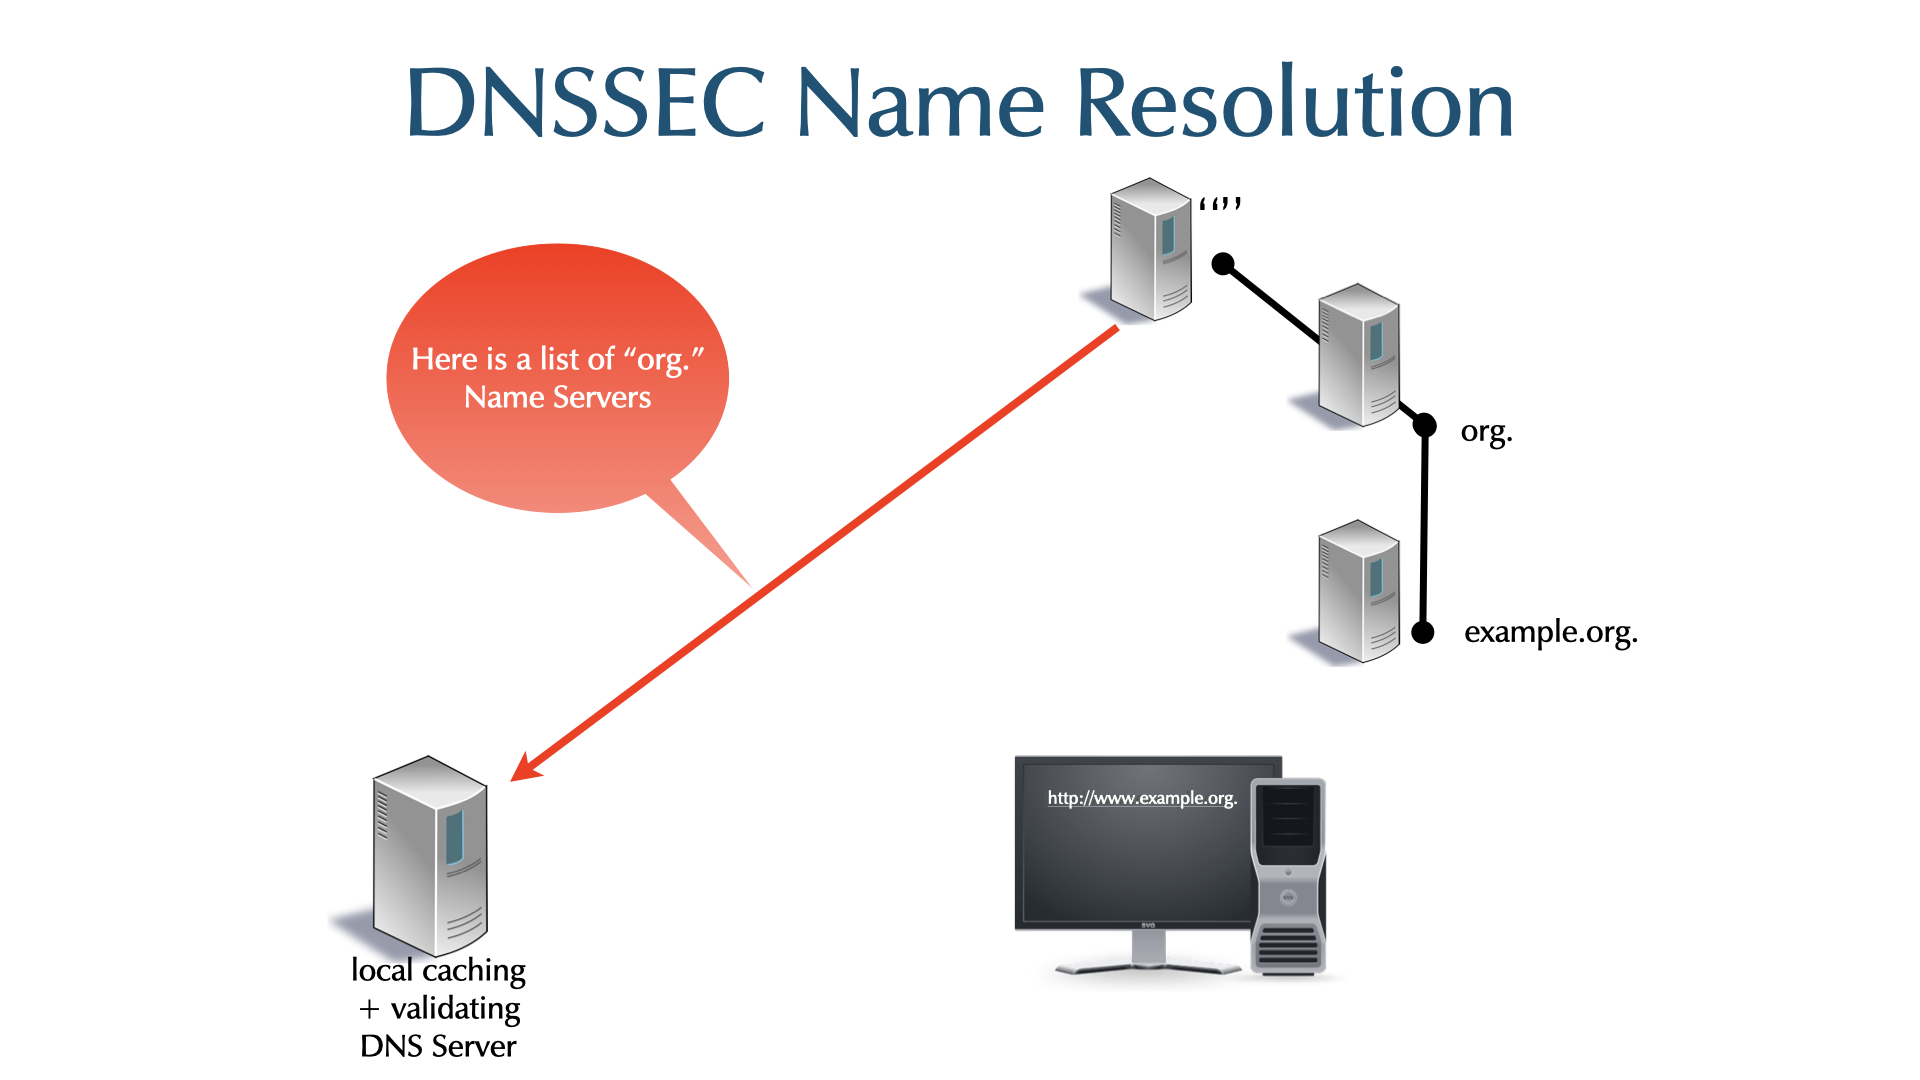 DNSSEC Name Resolution
“”
Here is a list of “org.”
Name Servers
org.
example.org.
http://www.example.org.
SVG
SVG
local caching
+ validating
DNS Server